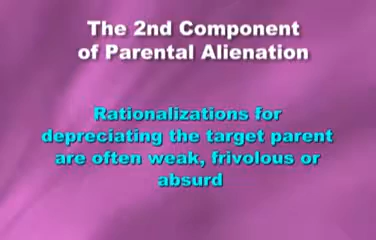 The 2nd Component
of Parental Alienation
Rationalizations for
depreciating the target parent
are often weak, frivolous or
absurd